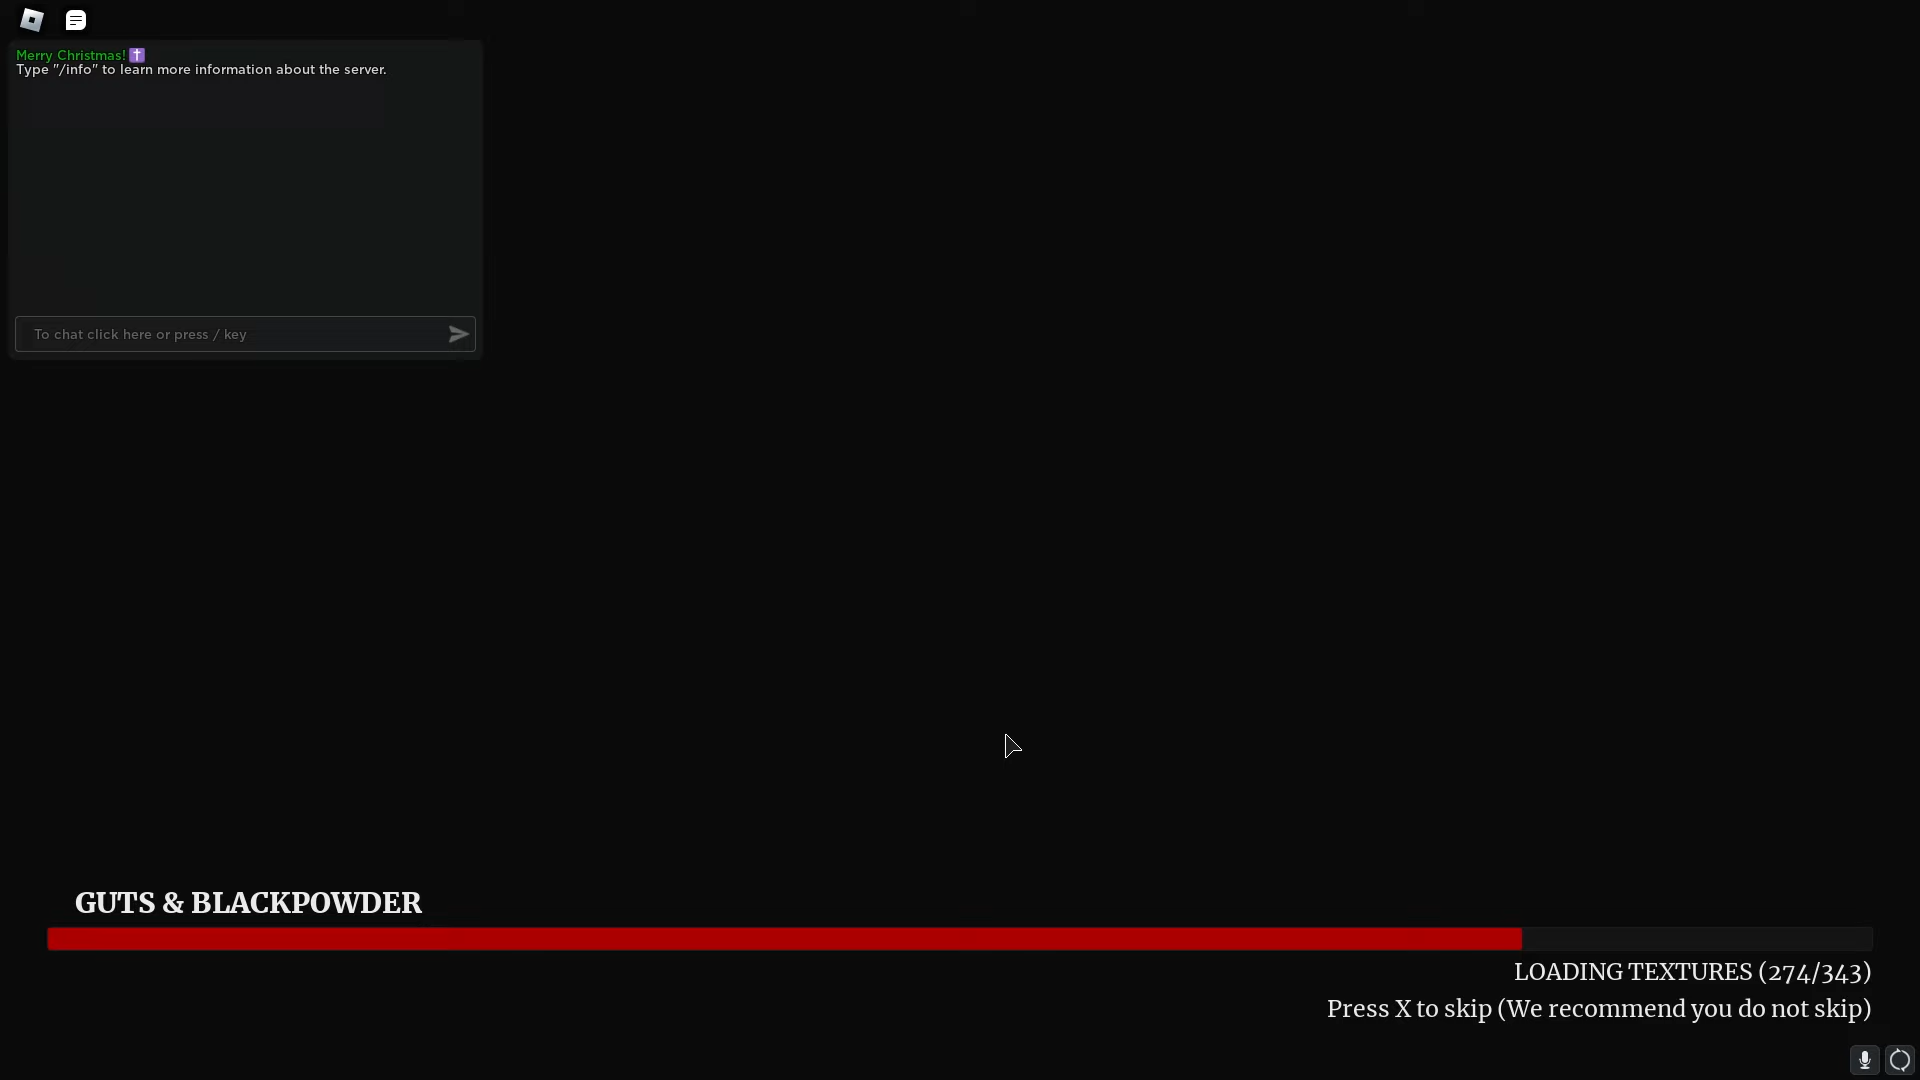 Merry Christmas! ✝️
Type "/info" to learn more information about the server.
To chat click here or press / key
GUTS & BLACKPOWDER
LOADING TEXTURES (274/343)
Press X to skip (We recommend you do not skip)